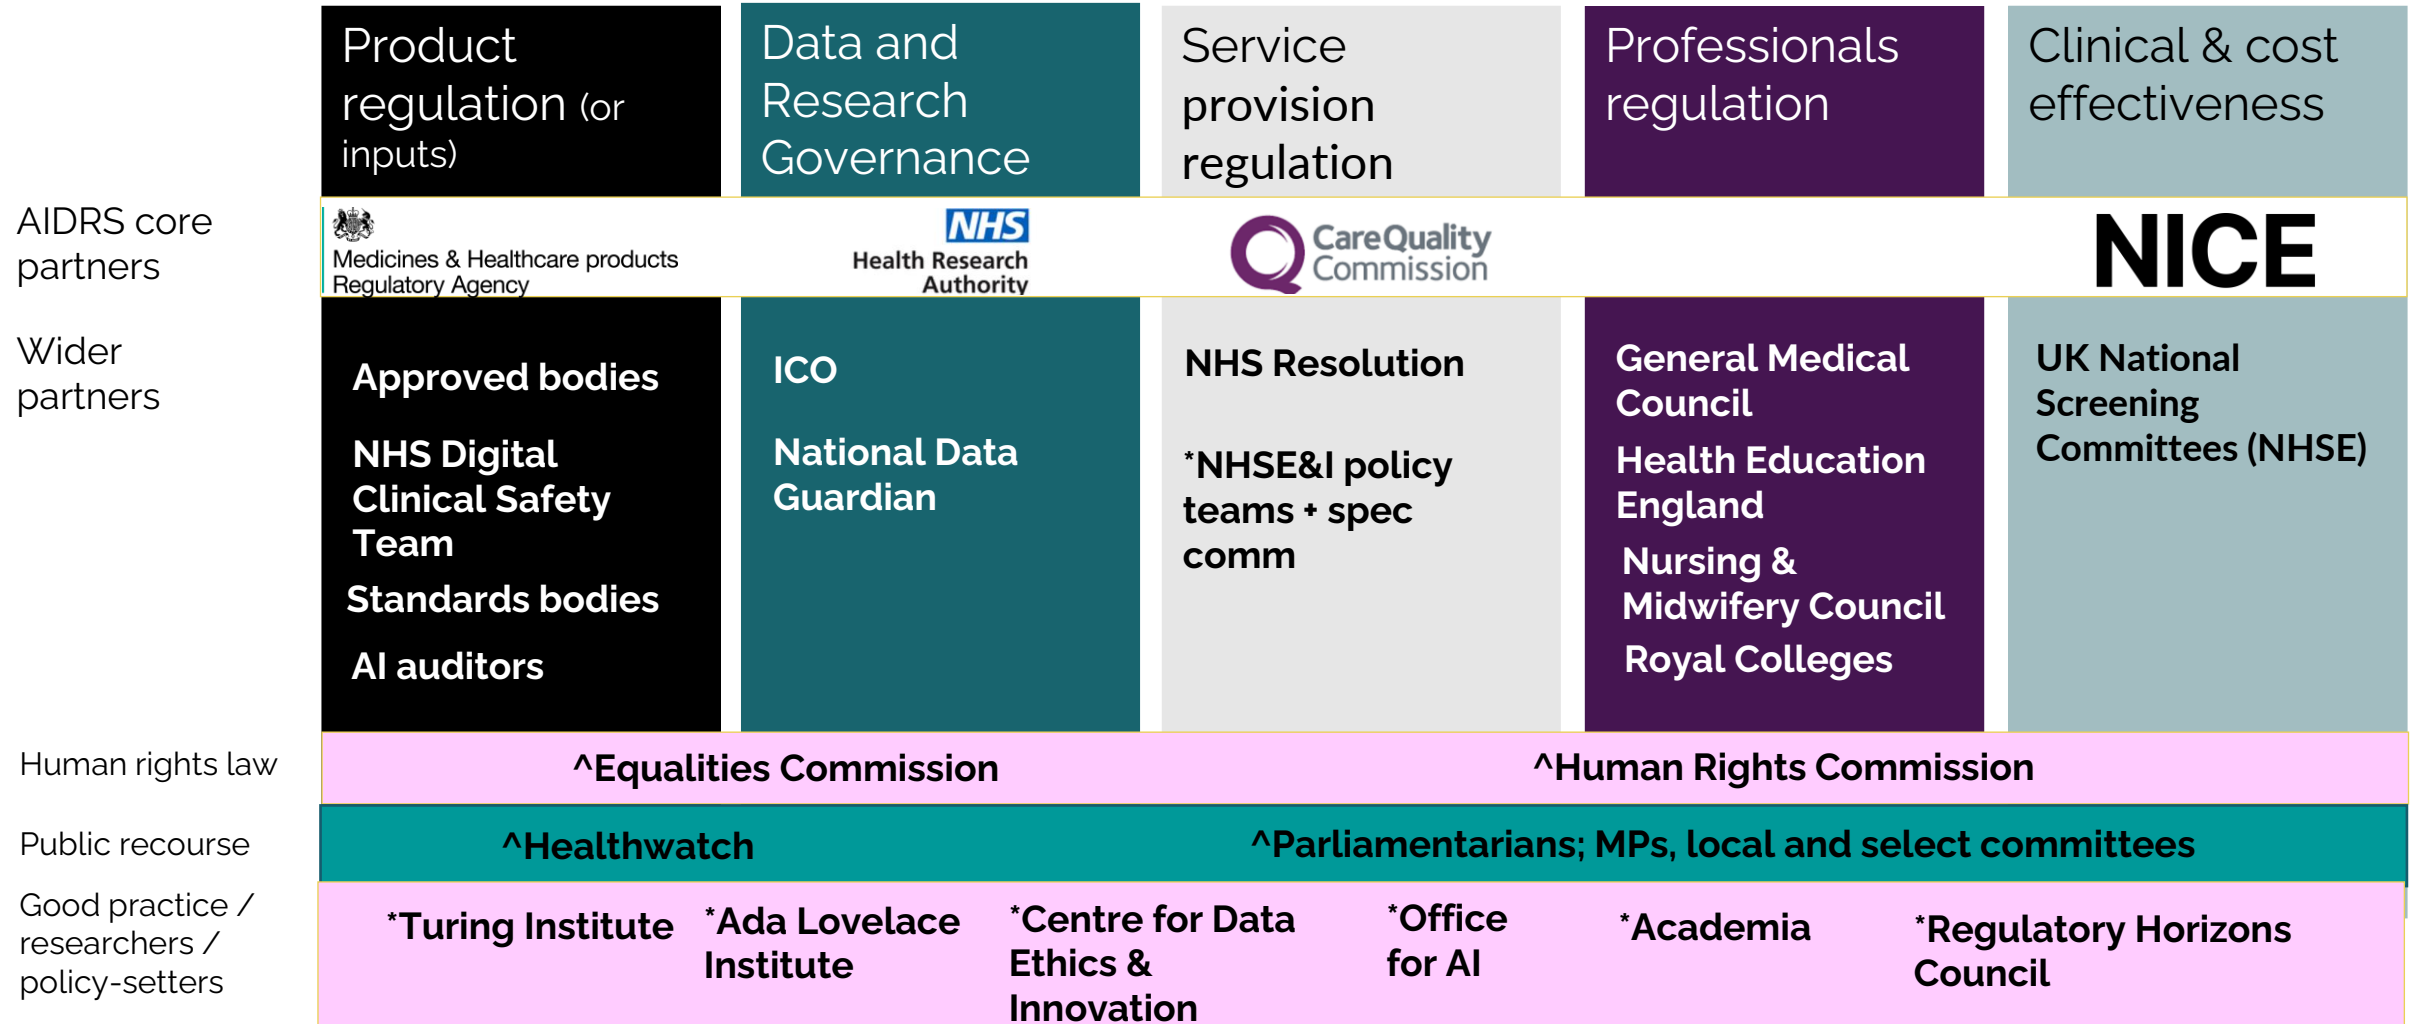 Product
regulation (or
inputs)
Data and
Research
Governance
Service
provision
regulation
Professionals
regulation
Clinical & cost
effectiveness
AIDRS core
partners
Medicines & Healthcare products
Regulatory Agency
NHS
Health Research
Authority
CareQuality
Commission
NICE
Wider
partners
Approved bodies
NHS Digital
Clinical Safety
Team
Standards bodies
AI auditors
ICO
National Data
Guardian
NHS Resolution
*NHSE&I policy
teams + spec
comm
General Medical
Council
Health Education
England
Nursing &
Midwifery Council
Royal Colleges
UK National
Screening
Committees (NHSE)
Human rights law
^Equalities Commission
^Human Rights Commission
Public recourse
^Healthwatch
^Parliamentarians; MPs, local and select committees
Good practice /
researchers /
policy-setters
*Turing Institute
*Ada Lovelace
Institute
*Centre for Data
Ethics &
Innovation
*Office
for AI
*Academia
*Regulatory Horizons
Council